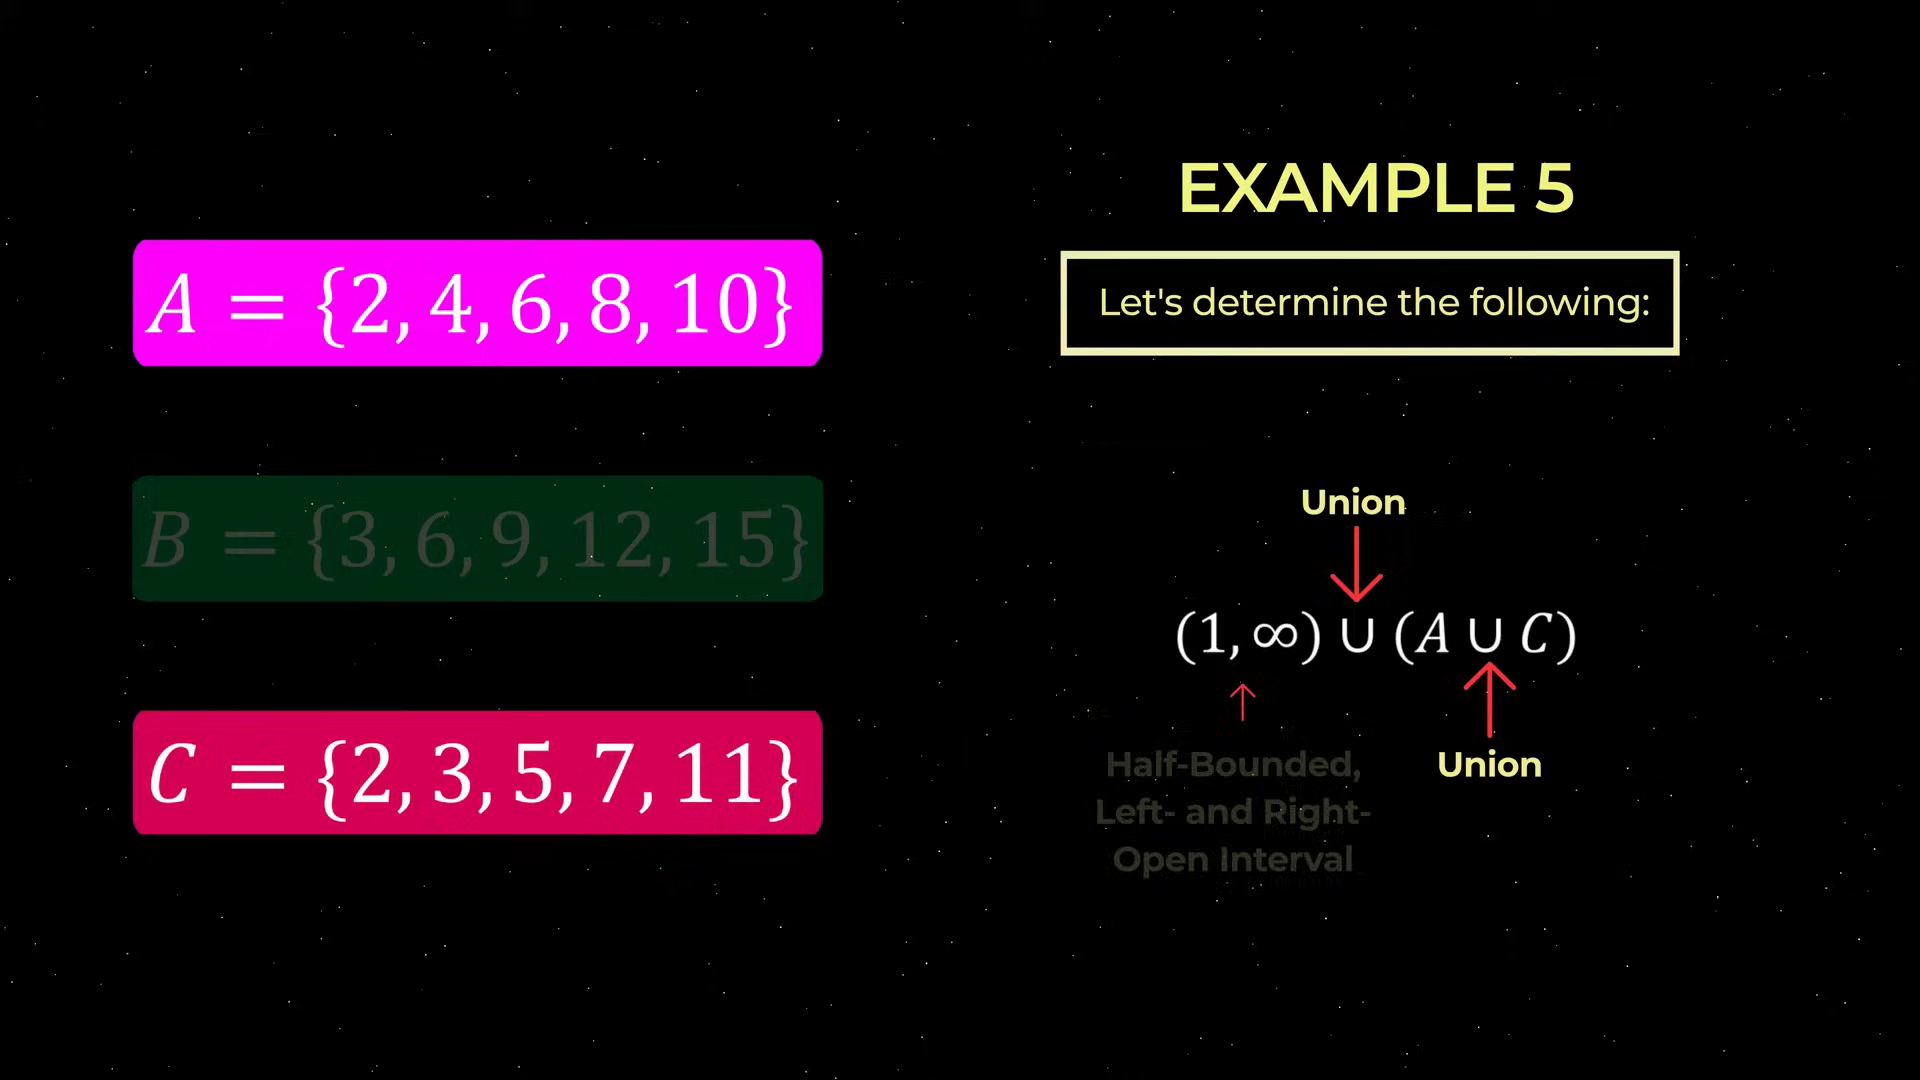 A = {2, 4, 6, 8, 10}
B = {3, 6, 9, 12, 15}
C = {2, 3, 5, 7, 11}
EXAMPLE 5
Let's determine the following:
Union
(1, ∞) ∪ (A ∪ C)
Half-Bounded,
Left- and Right-
Open Interval
Union